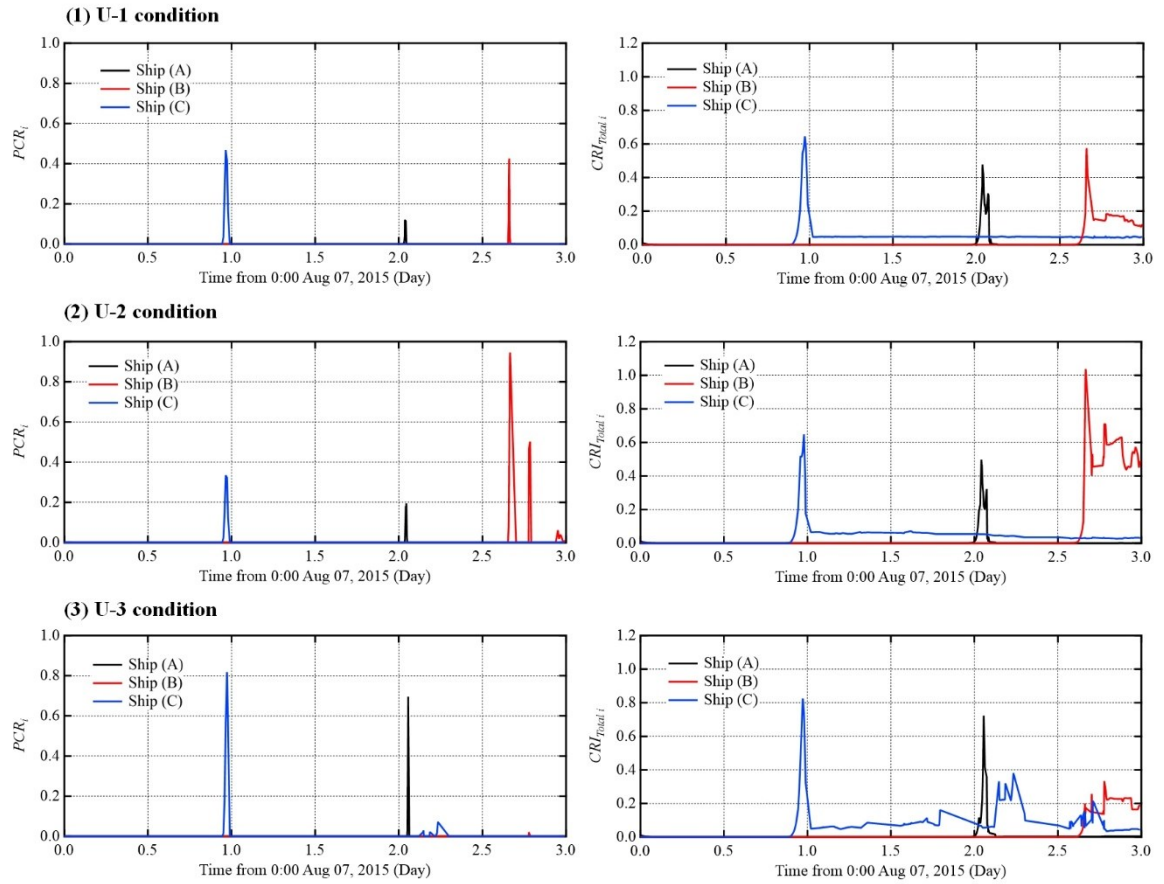 (1) U-1 condition
1.0
0.8
0.6
0.4
0.2
0.0
PCR_i
Ship (A)
Ship (B)
Ship (C)
0.0 0.5 1.0 1.5 2.0 2.5 3.0
Time from 0:00 Aug 07, 2015 (Day)
1.2
1.0
0.8
0.6
0.4
0.2
0.0
CRI_Total i
Ship (A)
Ship (B)
Ship (C)
0.0 0.5 1.0 1.5 2.0 2.5 3.0
Time from 0:00 Aug 07, 2015 (Day)
(2) U-2 condition
1.0
0.8
0.6
0.4
0.2
0.0
PCR_i
Ship (A)
Ship (B)
Ship (C)
0.0 0.5 1.0 1.5 2.0 2.5 3.0
Time from 0:00 Aug 07, 2015 (Day)
1.2
1.0
0.8
0.6
0.4
0.2
0.0
CRI_Total i
Ship (A)
Ship (B)
Ship (C)
0.0 0.5 1.0 1.5 2.0 2.5 3.0
Time from 0:00 Aug 07, 2015 (Day)
(3) U-3 condition
1.0
0.8
0.6
0.4
0.2
0.0
PCR_i
Ship (A)
Ship (B)
Ship (C)
0.0 0.5 1.0 1.5 2.0 2.5 3.0
Time from 0:00 Aug 07, 2015 (Day)
1.2
1.0
0.8
0.6
0.4
0.2
0.0
CRI_Total i
Ship (A)
Ship (B)
Ship (C)
0.0 0.5 1.0 1.5 2.0 2.5 3.0
Time from 0:00 Aug 07, 2015 (Day)